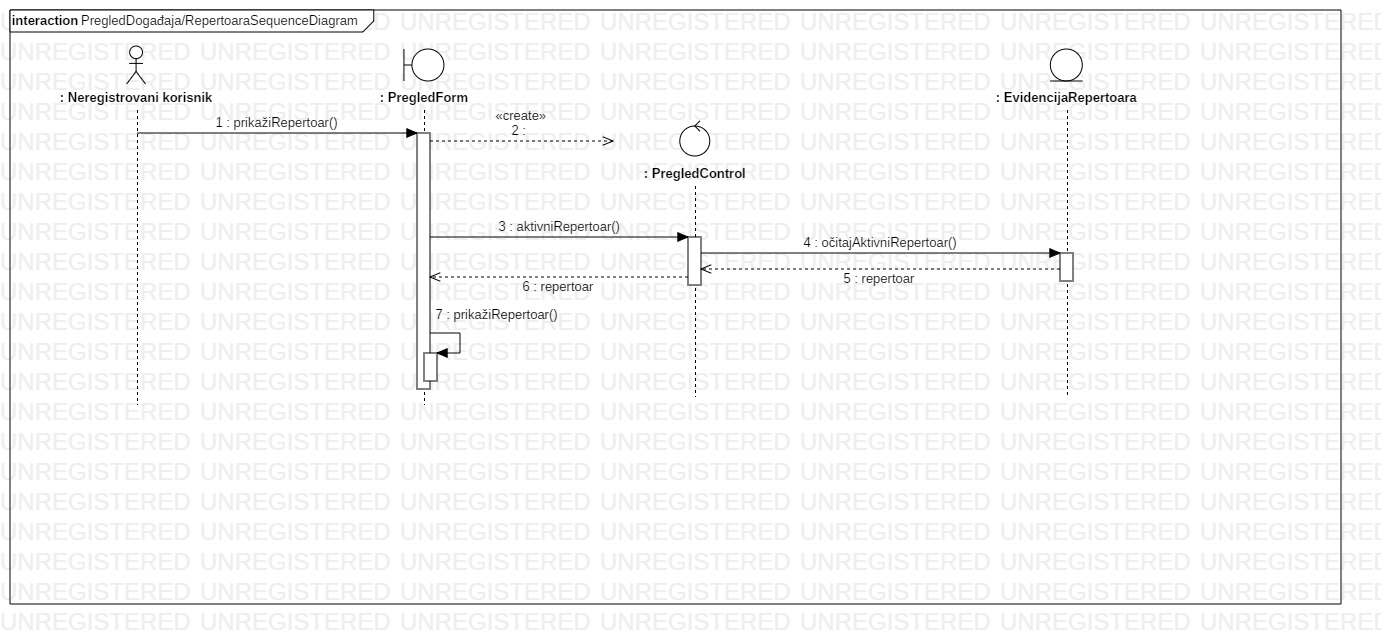 interaction PregledDogađaja/RepertoaraSequenceDiagram
: Neregistrovani korisnik
: PregledForm
: EvidencijaRepertoara
1 : prikažiRepertoar()
«create»
2 :
: PregledControl
3 : aktivniRepertoar()
4 : očitajAktivniRepertoar()
5 : repertoar
6 : repertoar
7 : prikažiRepertoar()
UNREGISTERED